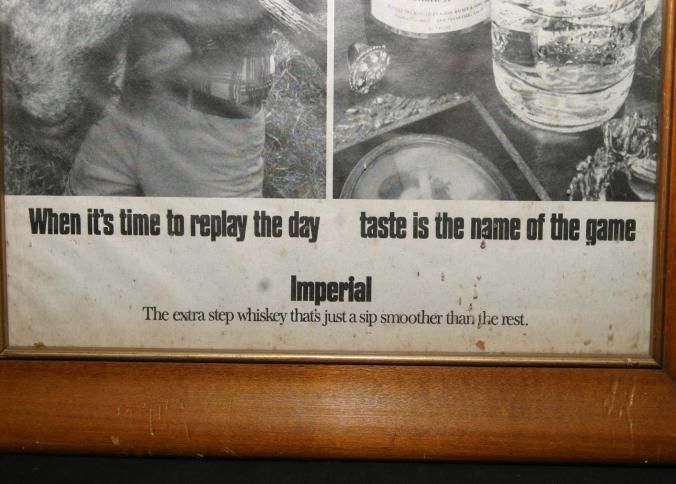 When it's time to replay the day
taste is the name of the game
Imperial
The extra step whiskey that's just a sip smoother than the rest.